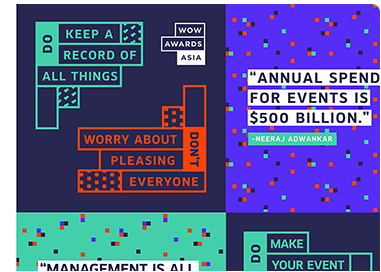 DO
KEEP A
RECORD OF
ALL THINGS
WOW
AWARDS
ASIA
WORRY ABOUT
PLEASING
EVERYONE
DON'T
"ANNUAL SPEND
FOR EVENTS IS
$500 BILLION."
-NEERAJ ADWANKAR
"MANAGEMENT IS ALL
DO
MAKE
YOUR EVENT